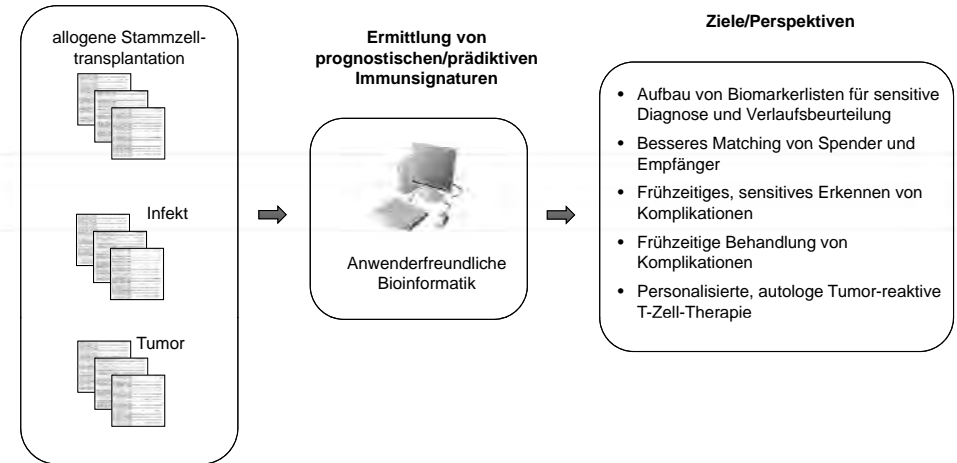 allogene Stammzell-
transplantation
Infekt
Tumor
Ermittlung von
prognostischen/prädiktiven
Immunsignaturen
Anwenderfreundliche
Bioinformatik
Ziele/Perspektiven
• Aufbau von Biomarkerlisten für sensitive
Diagnose und Verlaufsbeurteilung
• Besseres Matching von Spender und
Empfänger
• Frühzeitiges, sensitives Erkennen von
Komplikationen
• Frühzeitige Behandlung von
Komplikationen
• Personalisierte, autologe Tumor-reaktive
T-Zell-Therapie